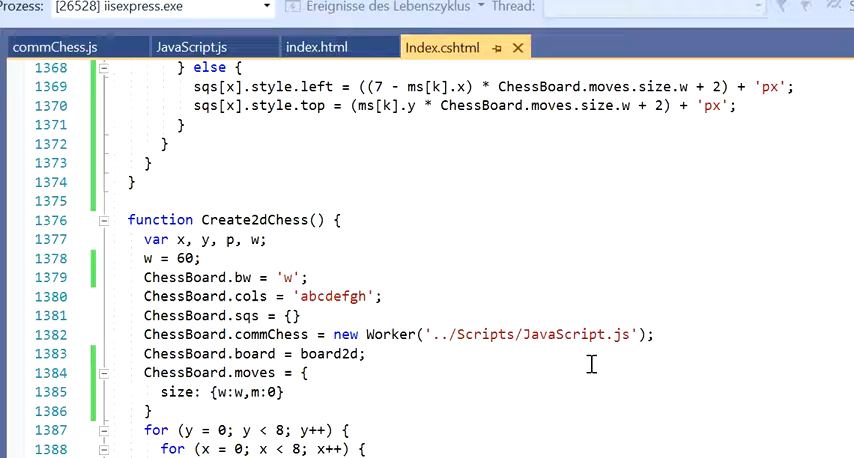 Prozess: [26528] iisexpress.exe Ereignisse des Lebenszyklus Thread:
commChess.js JavaScript.js index.html Index.cshtml
1368 } else {
1369 sqs[x].style.left = ((7 - ms[k].x) * ChessBoard.moves.size.w + 2) + 'px';
1370 sqs[x].style.top = (ms[k].y * ChessBoard.moves.size.w + 2) + 'px';
1371 }
1372 }
1373 }
1374 }
1375
1376 function Create2dChess() {
1377 var x, y, p, w;
1378 w = 60;
1379 ChessBoard.bw = 'w';
1380 ChessBoard.cols = 'abcdefgh';
1381 ChessBoard.sqs = {}
1382 ChessBoard.commChess = new Worker('../Scripts/JavaScript.js');
1383 ChessBoard.board = board2d;
1384 ChessBoard.moves = {
1385 size: {w:w,m:0}
1386 }
1387 for (y = 0; y < 8; y++) {
1388 for (x = 0; x < 8; x++) {